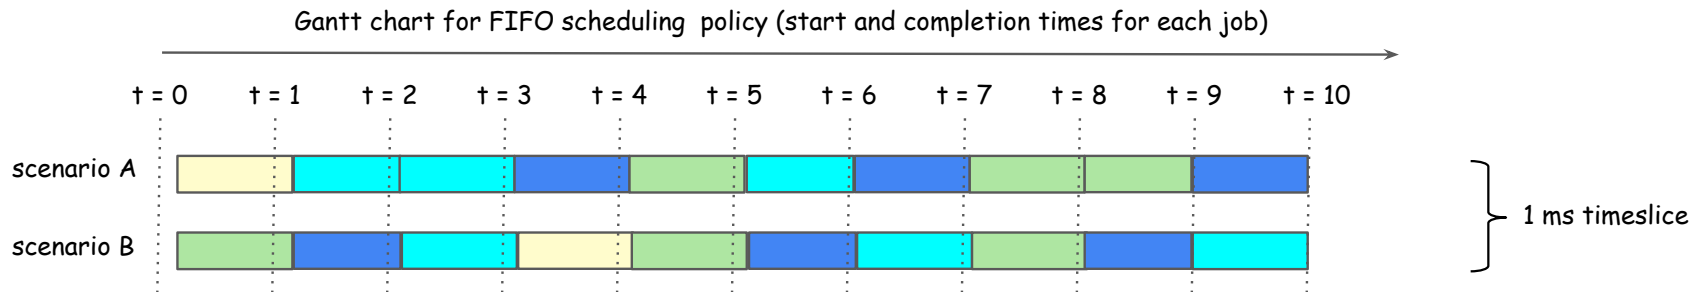 Gantt chart for FIFO scheduling policy (start and completion times for each job)
t = 0 t = 1 t = 2 t = 3 t = 4 t = 5 t = 6 t = 7 t = 8 t = 9 t = 10
scenario A
1 ms timeslice
scenario B